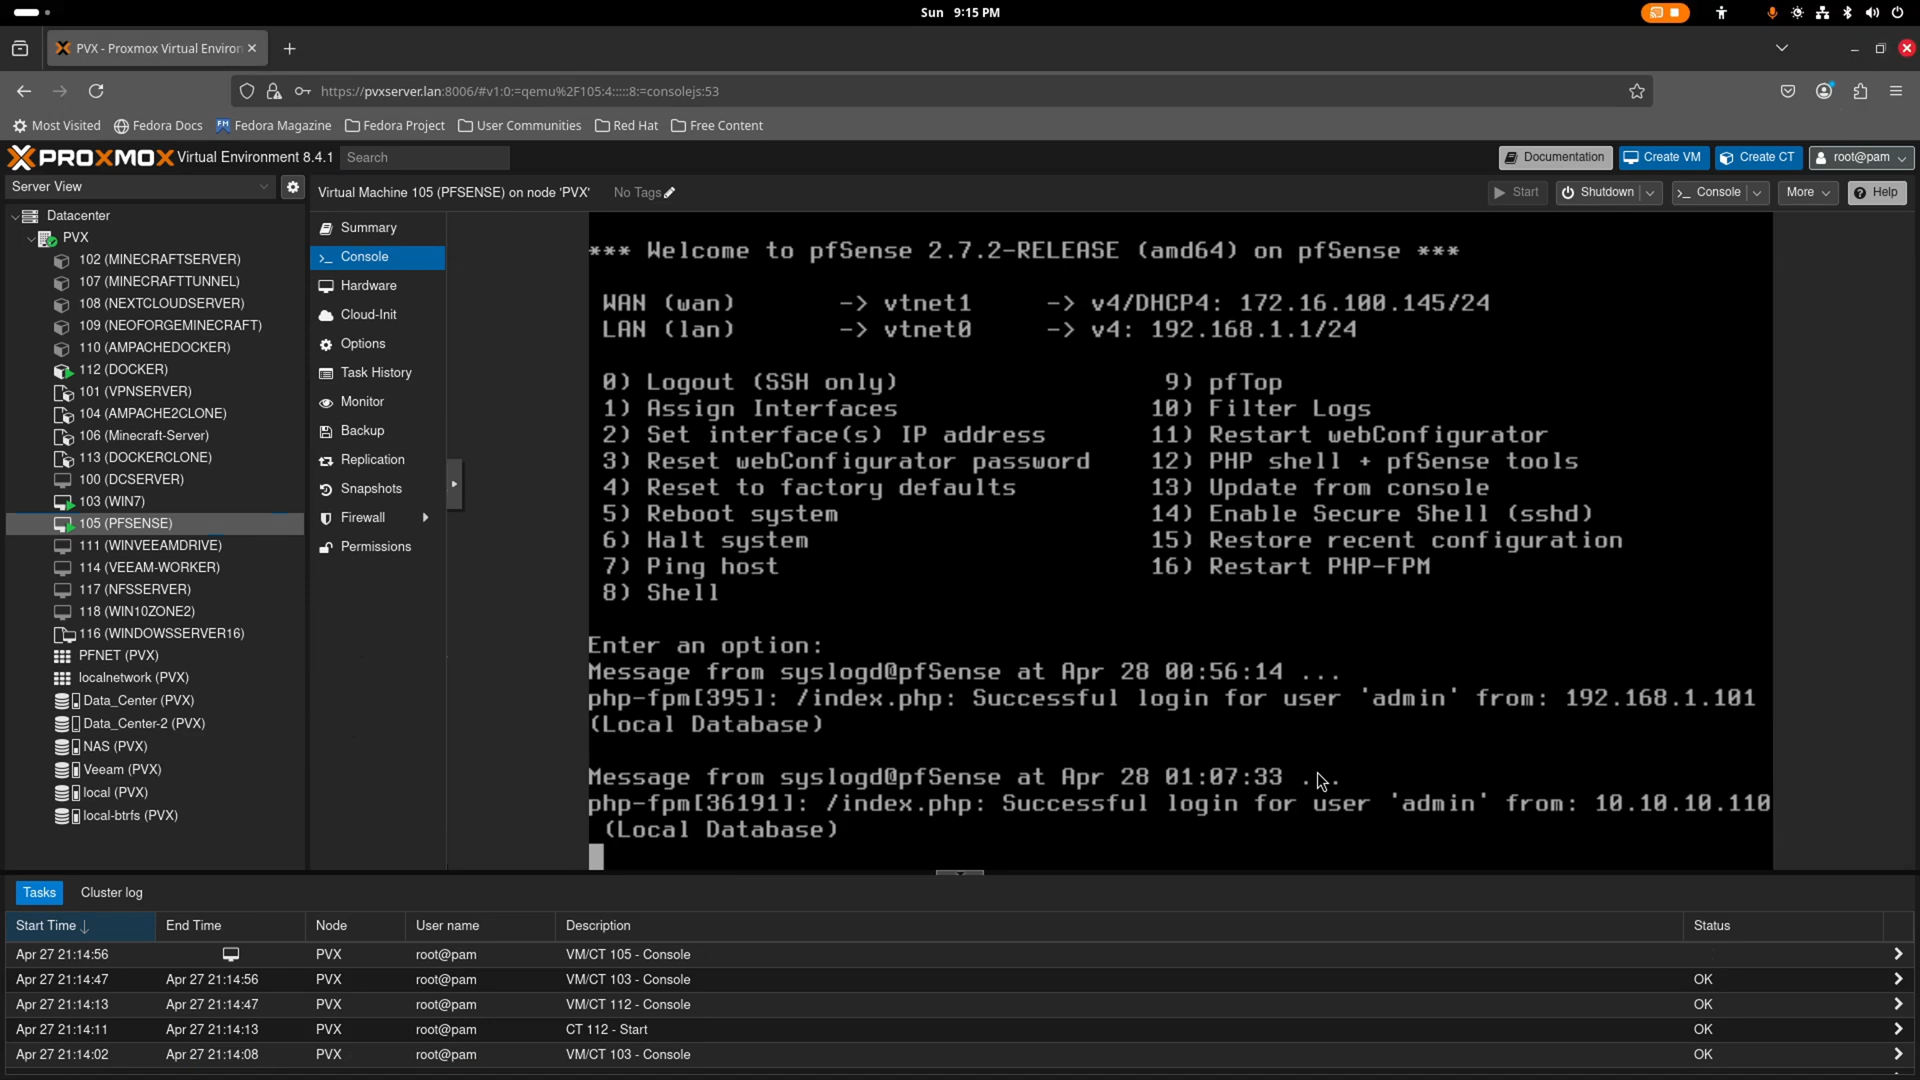 Sun 9:15 PM
PVX - Proxmox Virtual Environ
https://pvxserver.lan:8006/#v1:0:=qemu%2F105:4:::::8:=consolejs:53
Most Visited Fedora Docs Fedora Magazine Fedora Project User Communities Red Hat Free Content
PROXMOX Virtual Environment 8.4.1 Search Documentation Create VM Create CT root@pam
Server View
Virtual Machine 105 (PFSENSE) on node 'PVX' No Tags Start Shutdown Console More Help
Datacenter
PVX
102 (MINECRAFTSERVER)
107 (MINECRAFTTUNNEL)
108 (NEXTCLOUDSERVER)
109 (NEOFORGEMINECRAFT)
110 (AMPACHEDOCKER)
112 (DOCKER)
101 (VPNSERVER)
104 (AMPACHE2CLONE)
106 (Minecraft-Server)
113 (DOCKERCLONE)
100 (DCSERVER)
103 (WIN7)
105 (PFSENSE)
111 (WINVEEAMDRIVE)
114 (VEEAM-WORKER)
117 (NFSSERVER)
118 (WIN10ZONE2)
116 (WINDOWSSERVER16)
PFNET (PVX)
localnetwork (PVX)
Data_Center (PVX)
Data_Center-2 (PVX)
NAS (PVX)
Veeam (PVX)
local (PVX)
local-btrfs (PVX)
Summary
Console
Hardware
Cloud-Init
Options
Task History
Monitor
Backup
Replication
Snapshots
Firewall
Permissions
*** Welcome to pfSense 2.7.2-RELEASE (amd64) on pfSense ***
WAN (wan) -> vtnet1 -> v4/DHCP4: 172.16.100.145/24
LAN (lan) -> vtnet0 -> v4: 192.168.1.1/24
0) Logout (SSH only) 9) pfTop
1) Assign Interfaces 10) Filter Logs
2) Set interface(s) IP address 11) Restart webConfigurator
3) Reset webConfigurator password 12) PHP shell + pfSense tools
4) Reset to factory defaults 13) Update from console
5) Reboot system 14) Enable Secure Shell (sshd)
6) Halt system 15) Restore recent configuration
7) Ping host 16) Restart PHP-FPM
8) Shell
Enter an option:
Message from syslogd@pfSense at Apr 28 00:56:14 ...
php-fpm[395]: /index.php: Successful login for user 'admin' from: 192.168.1.101
(Local Database)
Message from syslogd@pfSense at Apr 28 01:07:33 ...
php-fpm[36191]: /index.php: Successful login for user 'admin' from: 10.10.10.110
(Local Database)
Tasks Cluster log
Start Time End Time Node User name Description Status
Apr 27 21:14:56 PVX root@pam VM/CT 105 - Console
Apr 27 21:14:47 Apr 27 21:14:56 PVX root@pam VM/CT 103 - Console OK
Apr 27 21:14:13 Apr 27 21:14:47 PVX root@pam VM/CT 112 - Console OK
Apr 27 21:14:11 Apr 27 21:14:13 PVX root@pam CT 112 - Start OK
Apr 27 21:14:02 Apr 27 21:14:08 PVX root@pam VM/CT 103 - Console OK